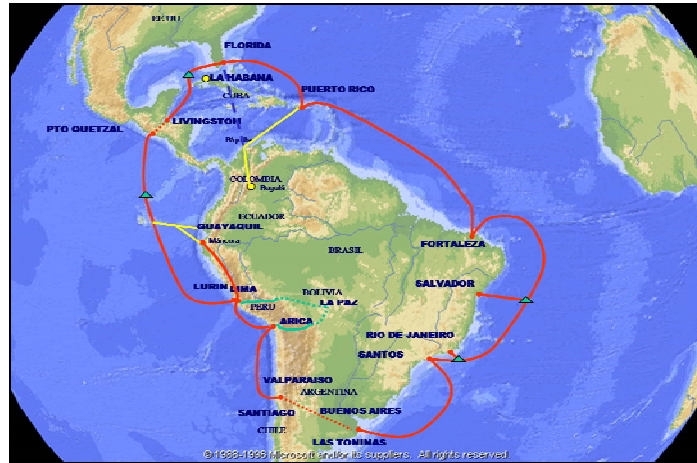 EEUU
FLORIDA
LA HABANA
CUBA
PUERTO RICO
LIVINGSTON
PTO QUETZAL
COLOMBIA
Bogotá
ECUADOR
GUAYAQUIL
Máncora
FORTALEZA
BRASIL
SALVADOR
LURIN LIMA
BOLIVIA
LA PAZ
PERU
ARICA
RIO DE JANEIRO
SANTOS
VALPARAISO
ARGENTINA
SANTIAGO
BUENOS AIRES
CHILE
LAS TONINAS
© 1988-1996 Microsoft and/or its suppliers. All rights reserved.